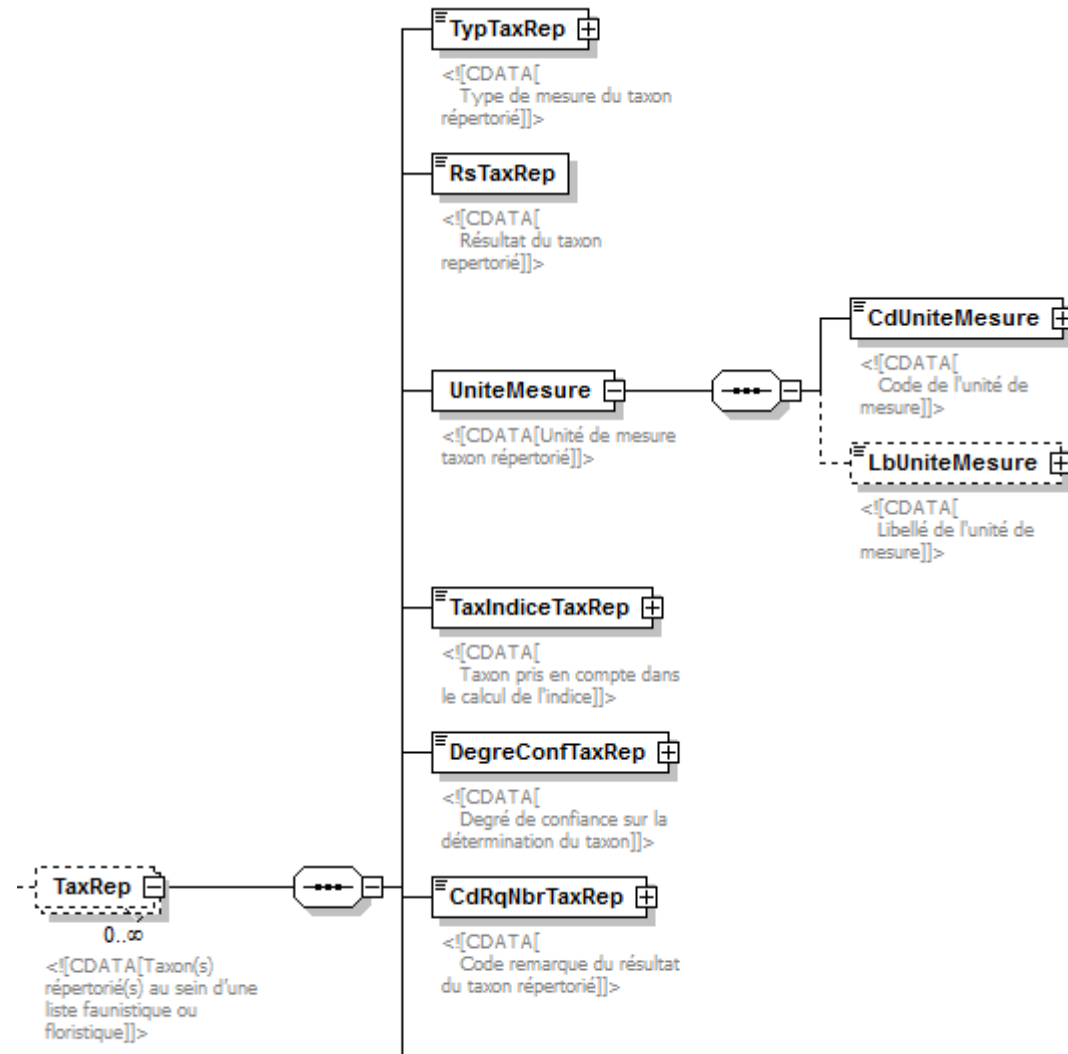 TypTaxRep
<![CDATA[
Type de mesure du taxon
répertorié]]>
RsTaxRep
<![CDATA[
Résultat du taxon
repertorié]]>
UniteMesure
<![CDATA[Unité de mesure
taxon répertorié]]>
CdUniteMesure
<![CDATA[
Code de l'unité de
mesure]]>
LbUniteMesure
<![CDATA[
Libellé de l'unité de
mesure]]>
TaxIndiceTaxRep
<![CDATA[
Taxon pris en compte dans
le calcul de l'indice]]>
DegreConfTaxRep
<![CDATA[
Degré de confiance sur la
détermination du taxon]]>
TaxRep
0..∞
<![CDATA[Taxon(s)
répertorié(s) au sein d'une
liste faunistique ou
floristique]]>
CdRqNbrTaxRep
<![CDATA[
Code remarque du résultat
du taxon répertorié]]>